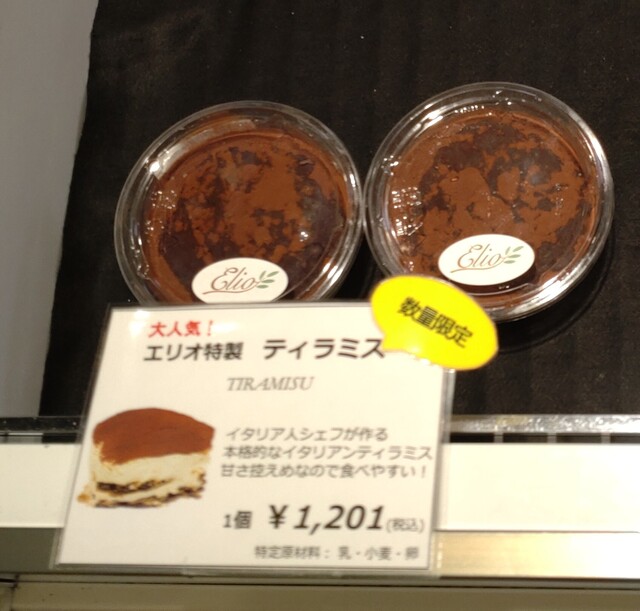 Elio
Elio
数量限定
大人気！
エリオ特製　ティラミス
TIRAMISU
イタリア人シェフが作る
本格的なイタリアンティラミス
甘さ控えめなので食べやすい！
1個 ￥1,201(税込)
特定原材料：乳・小麦・卵